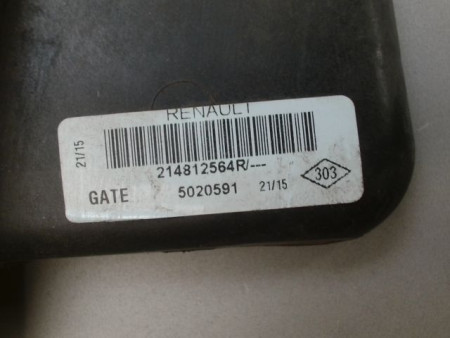 RENAULT
21/15
214812564R/---
GATE 5020591 21/15 303